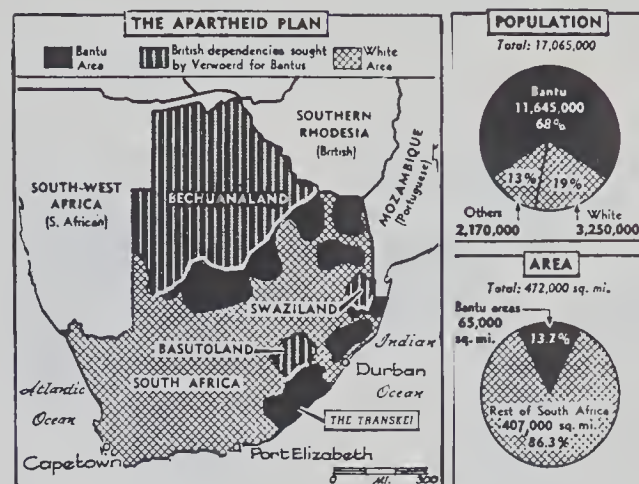 THE APARTHEID PLAN
Bantu
Area
British dependencies sought
by Verwoerd for Bantus
White
Area
SOUTHERN
RHODESIA
(British)
SOUTH-WEST
AFRICA
(S. African)
BECHUANALAND
MOZAMBIQUE
(Portuguese)
SWAZILAND
BASUTOLAND
Indian
Durban
Ocean
Atlantic
Ocean
SOUTH AFRICA
THE TRANSKEI
Capetown
Port Elizabeth
0 MI. 300
POPULATION
Total: 17,065,000
Bantu
11,645,000
68%
13%
19%
Others
2,170,000
White
3,250,000
AREA
Total: 472,000 sq. mi.
Bantu areas
65,000
sq. mi.
13.2%
Rest of South Africa
407,000 sq. mi.
86.3%